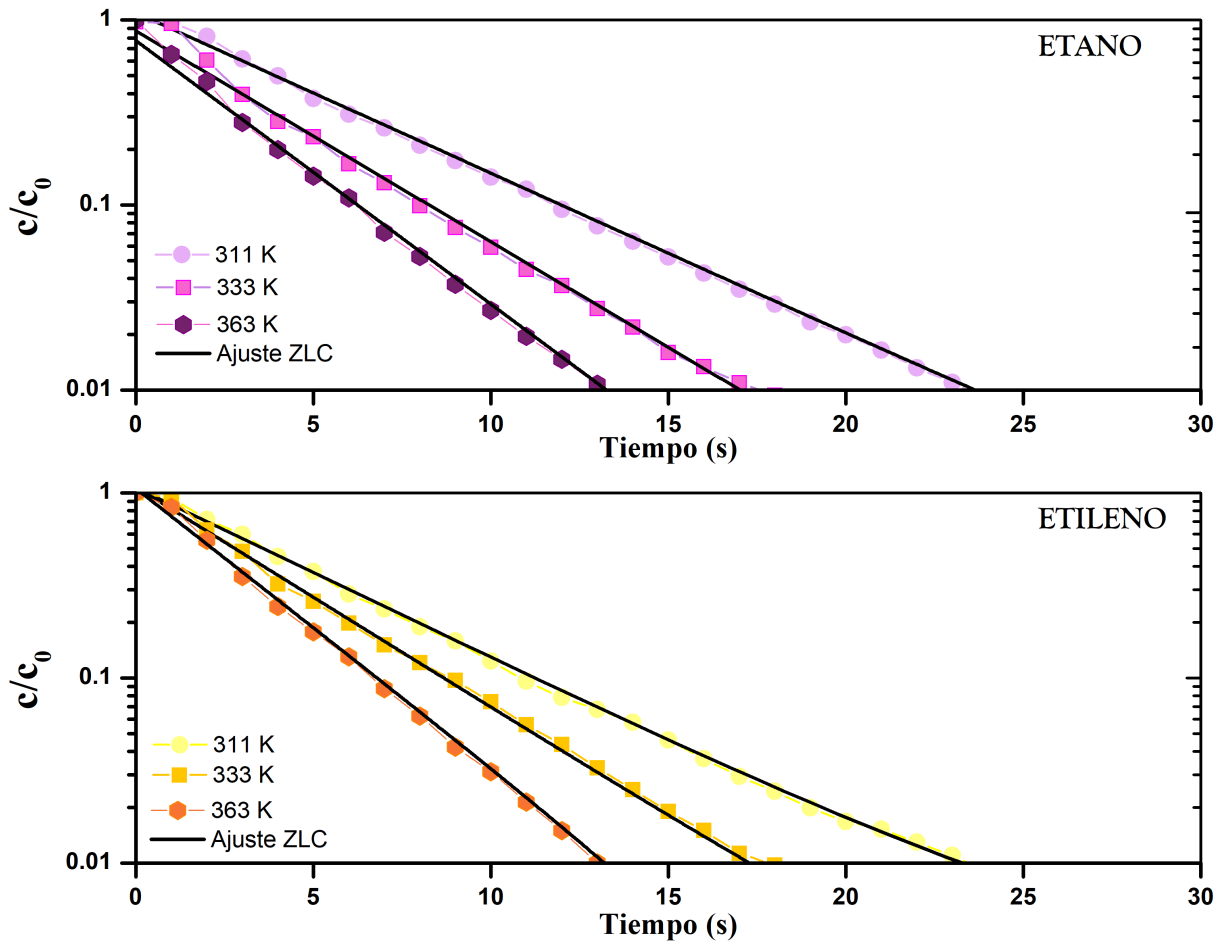 ETANO
1
0.1
0.01
c/c0
311 K
333 K
363 K
Ajuste ZLC
0 5 10 15 20 25 30
Tiempo (s)
ETILENO
1
0.1
0.01
c/c0
311 K
333 K
363 K
Ajuste ZLC
0 5 10 15 20 25 30
Tiempo (s)